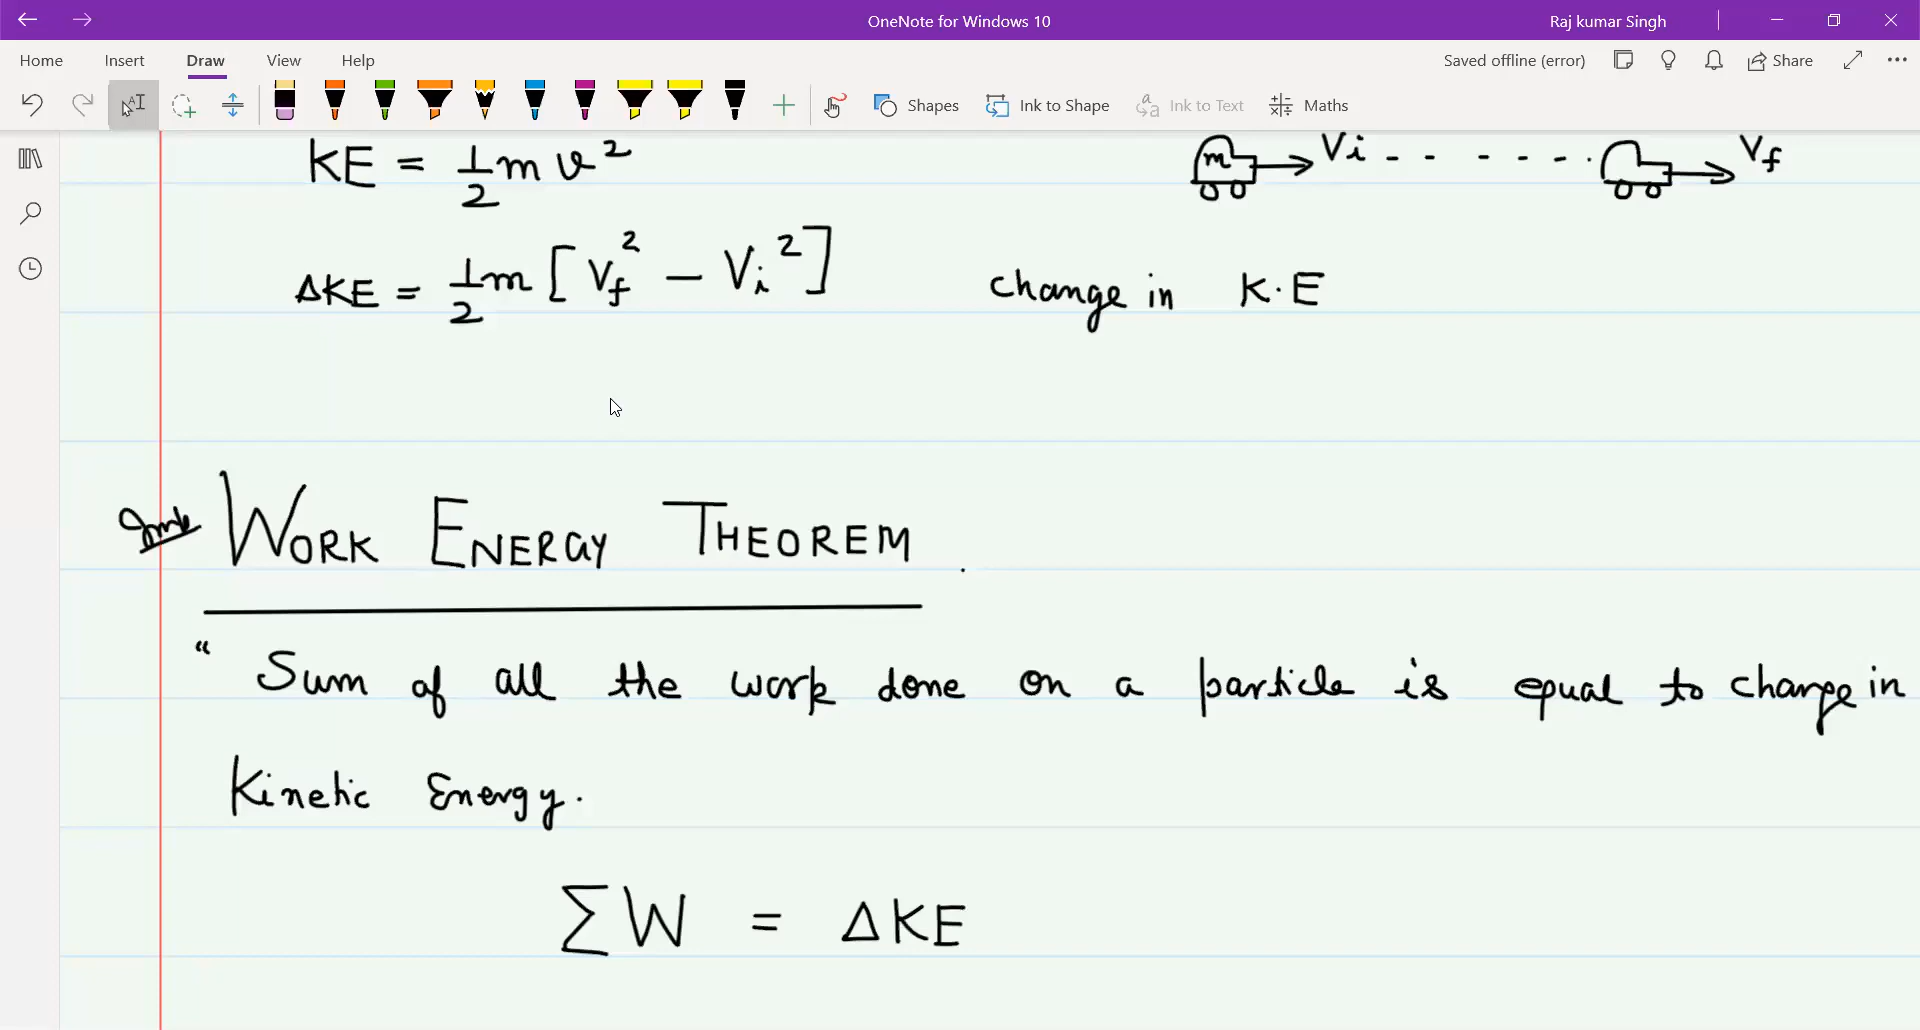 OneNote for Windows 10
Raj kumar Singh
Home Insert Draw View Help
Saved offline (error) Share
Shapes Ink to Shape Ink to Text Maths
KE = 1/2 m v²
m Vi Vf
ΔKE = 1/2 m [Vf² - Vi²] change in K.E
WORK ENERGY THEOREM.
“ Sum of all the work done on a particle is equal to change in
Kinetic Energy.
ΣW = ΔKE